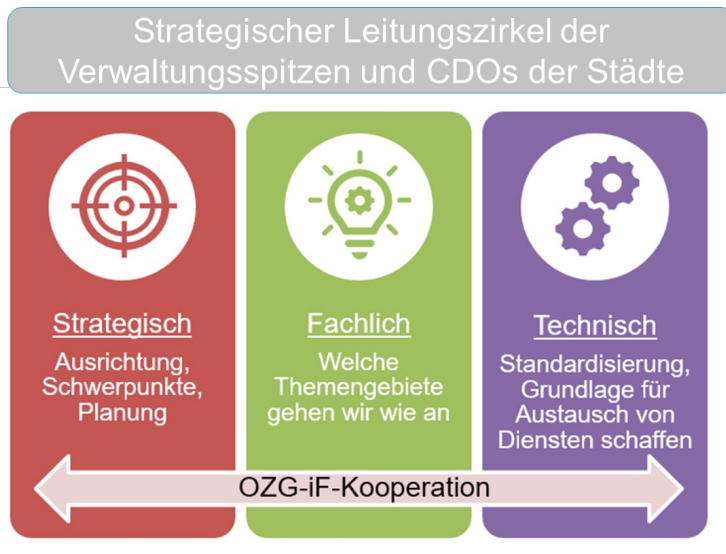 Strategischer Leitungszirkel der
Verwaltungsspitzen und CDOs der Städte
Strategisch
Ausrichtung,
Schwerpunkte,
Planung
Fachlich
Welche
Themengebiete
gehen wir wie an
Technisch
Standardisierung,
Grundlage für
Austausch von
Diensten schaffen
OZG-iF-Kooperation